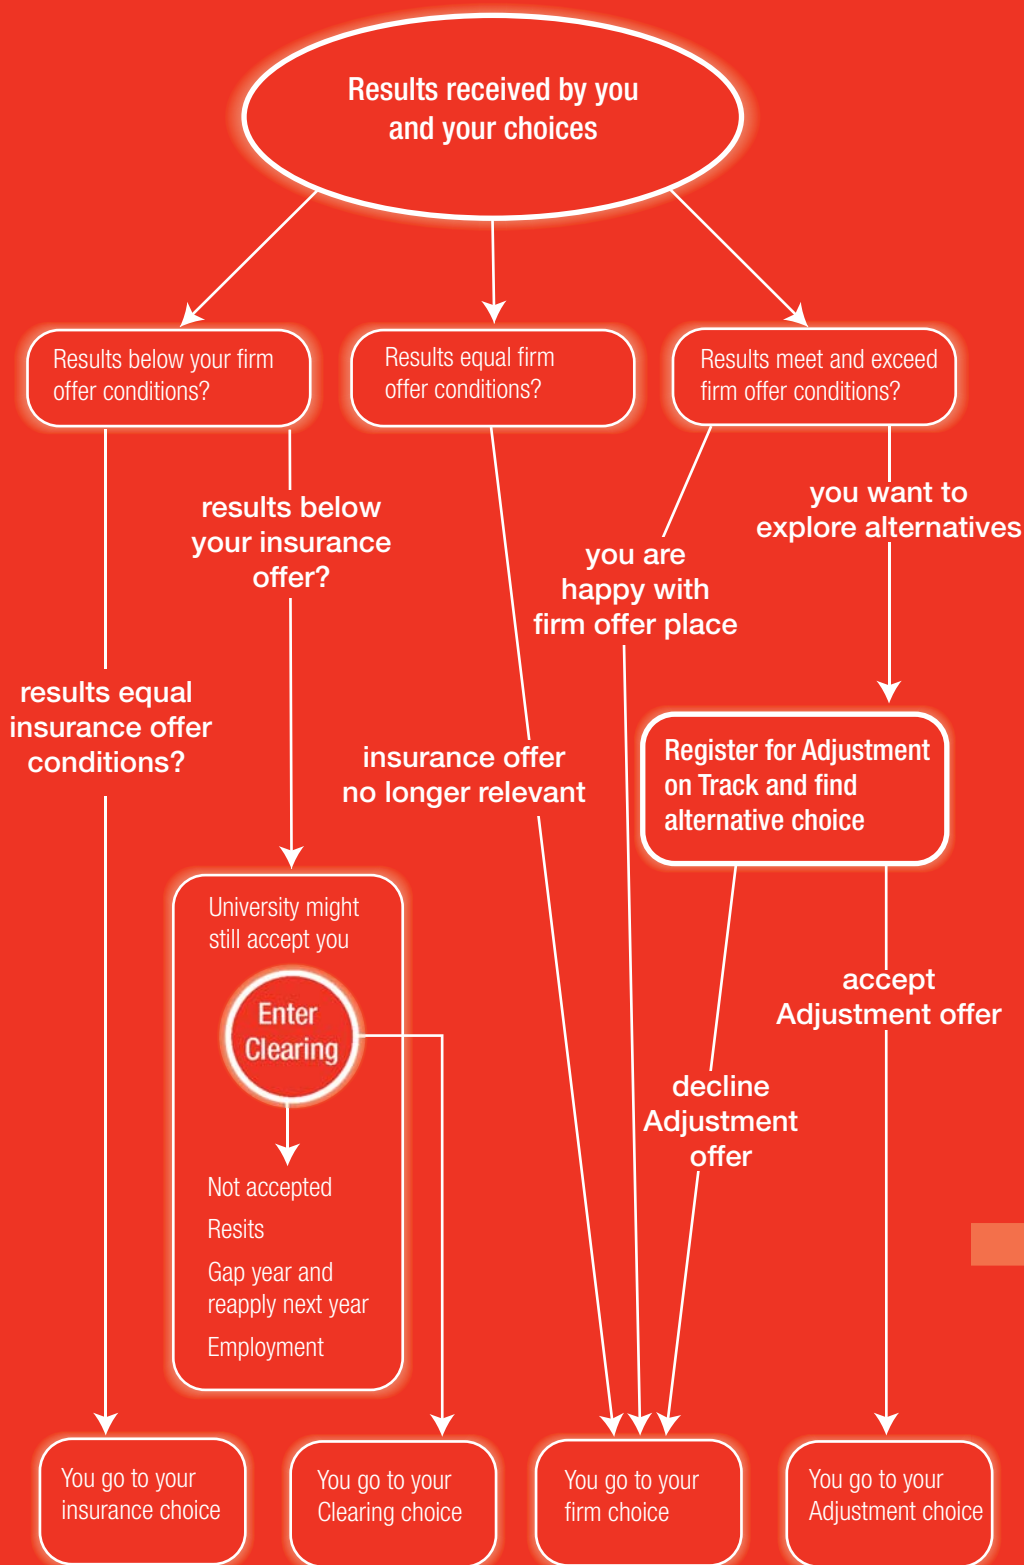 Results received by you
and your choices
Results below your firm
offer conditions?
Results equal firm
offer conditions?
Results meet and exceed
firm offer conditions?
results below
your insurance
offer?
you want to
explore alternatives
you are
happy with
firm offer place
results equal
insurance offer
conditions?
insurance offer
no longer relevant
Register for Adjustment
on Track and find
alternative choice
University might
still accept you
Enter
Clearing
accept
Adjustment offer
decline
Adjustment
offer
Not accepted
Resits
Gap year and
reapply next year
Employment
You go to your
insurance choice
You go to your
Clearing choice
You go to your
firm choice
You go to your
Adjustment choice